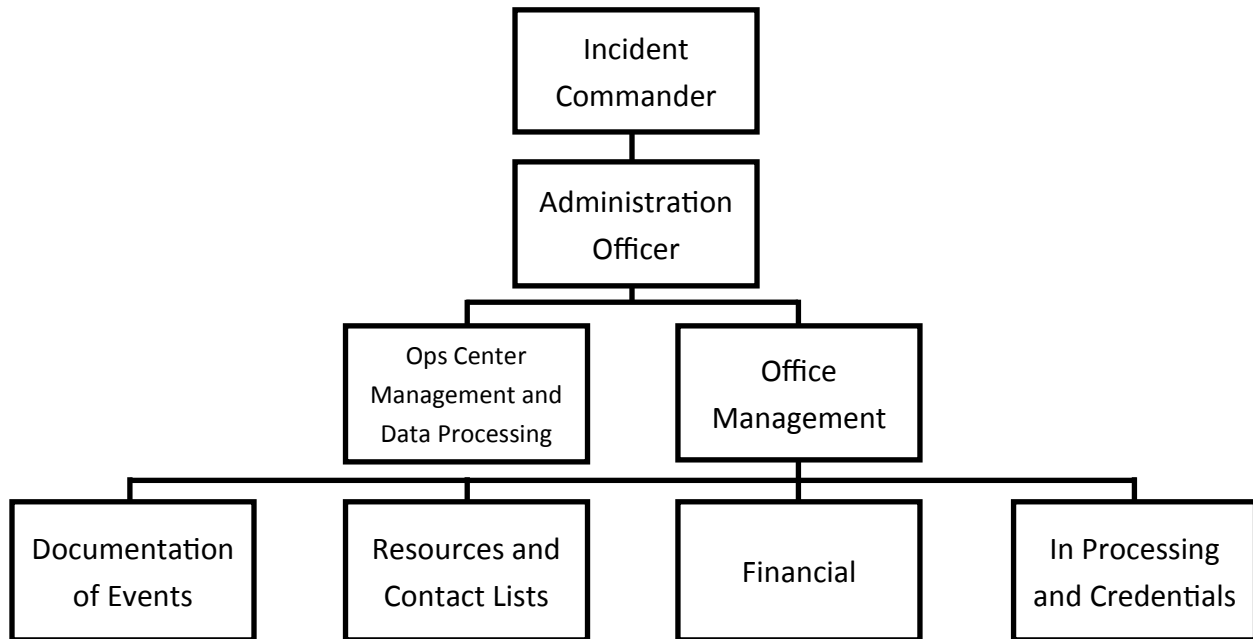 Incident
Commander
Administration
Officer
Ops Center
Management and
Data Processing
Office
Management
Documentation
of Events
Resources and
Contact Lists
Financial
In Processing
and Credentials